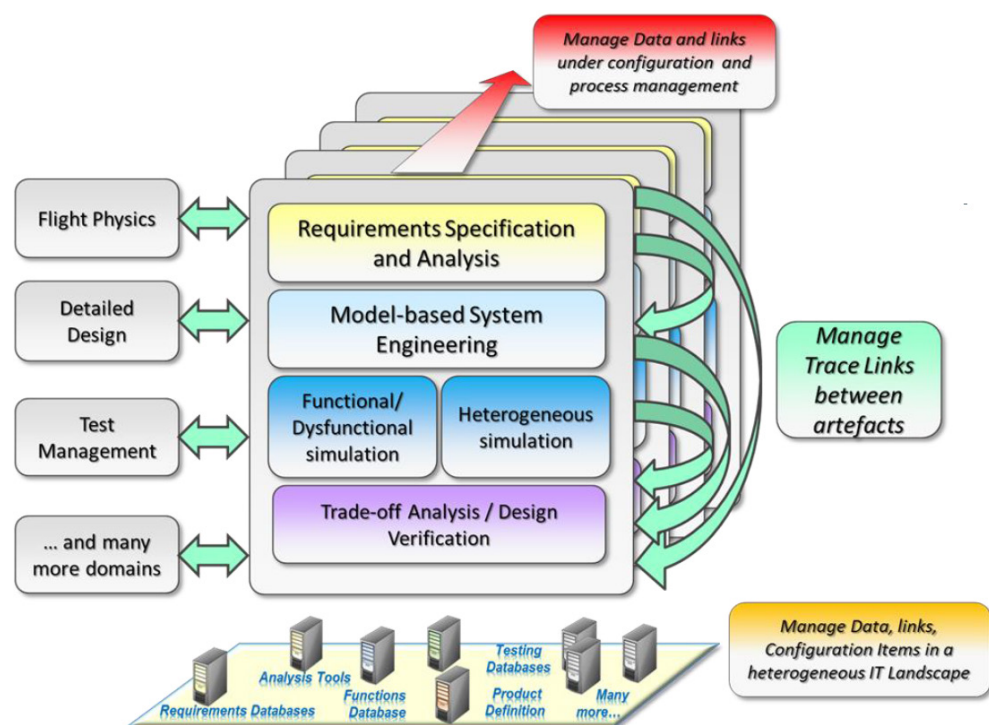 Manage Data and links
under configuration and
process management
Flight Physics
Requirements Specification
and Analysis
Detailed
Design
Model-based System
Engineering
Manage
Trace Links
between
artefacts
Test
Management
Functional/
Dysfunctional
simulation
Heterogeneous
simulation
Trade-off Analysis / Design
Verification
... and many
more domains
Manage Data, links,
Configuration Items in a
heterogeneous IT Landscape
Requirements Databases
Analysis Tools
Functions
Database
Testing
Databases
Product
Definition
Many
more...